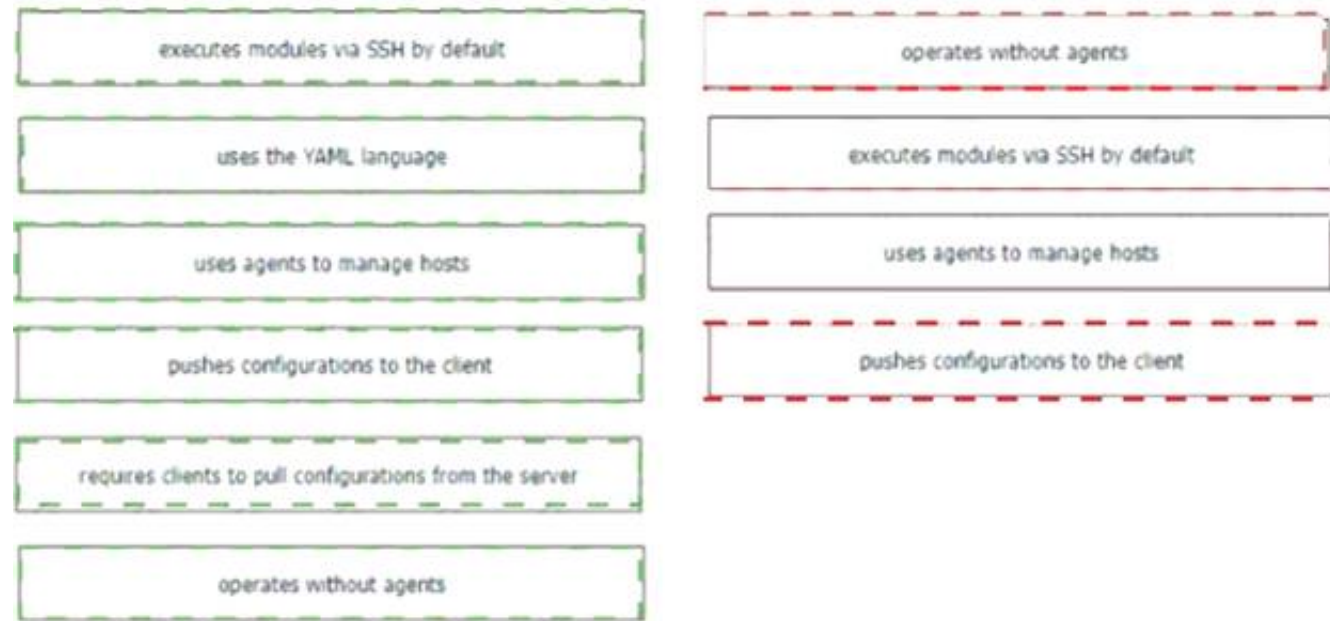 executes modules via SSH by default
uses the YAML language
uses agents to manage hosts
pushes configurations to the client
requires clients to pull configurations from the server
operates without agents
operates without agents
executes modules via SSH by default
uses agents to manage hosts
pushes configurations to the client